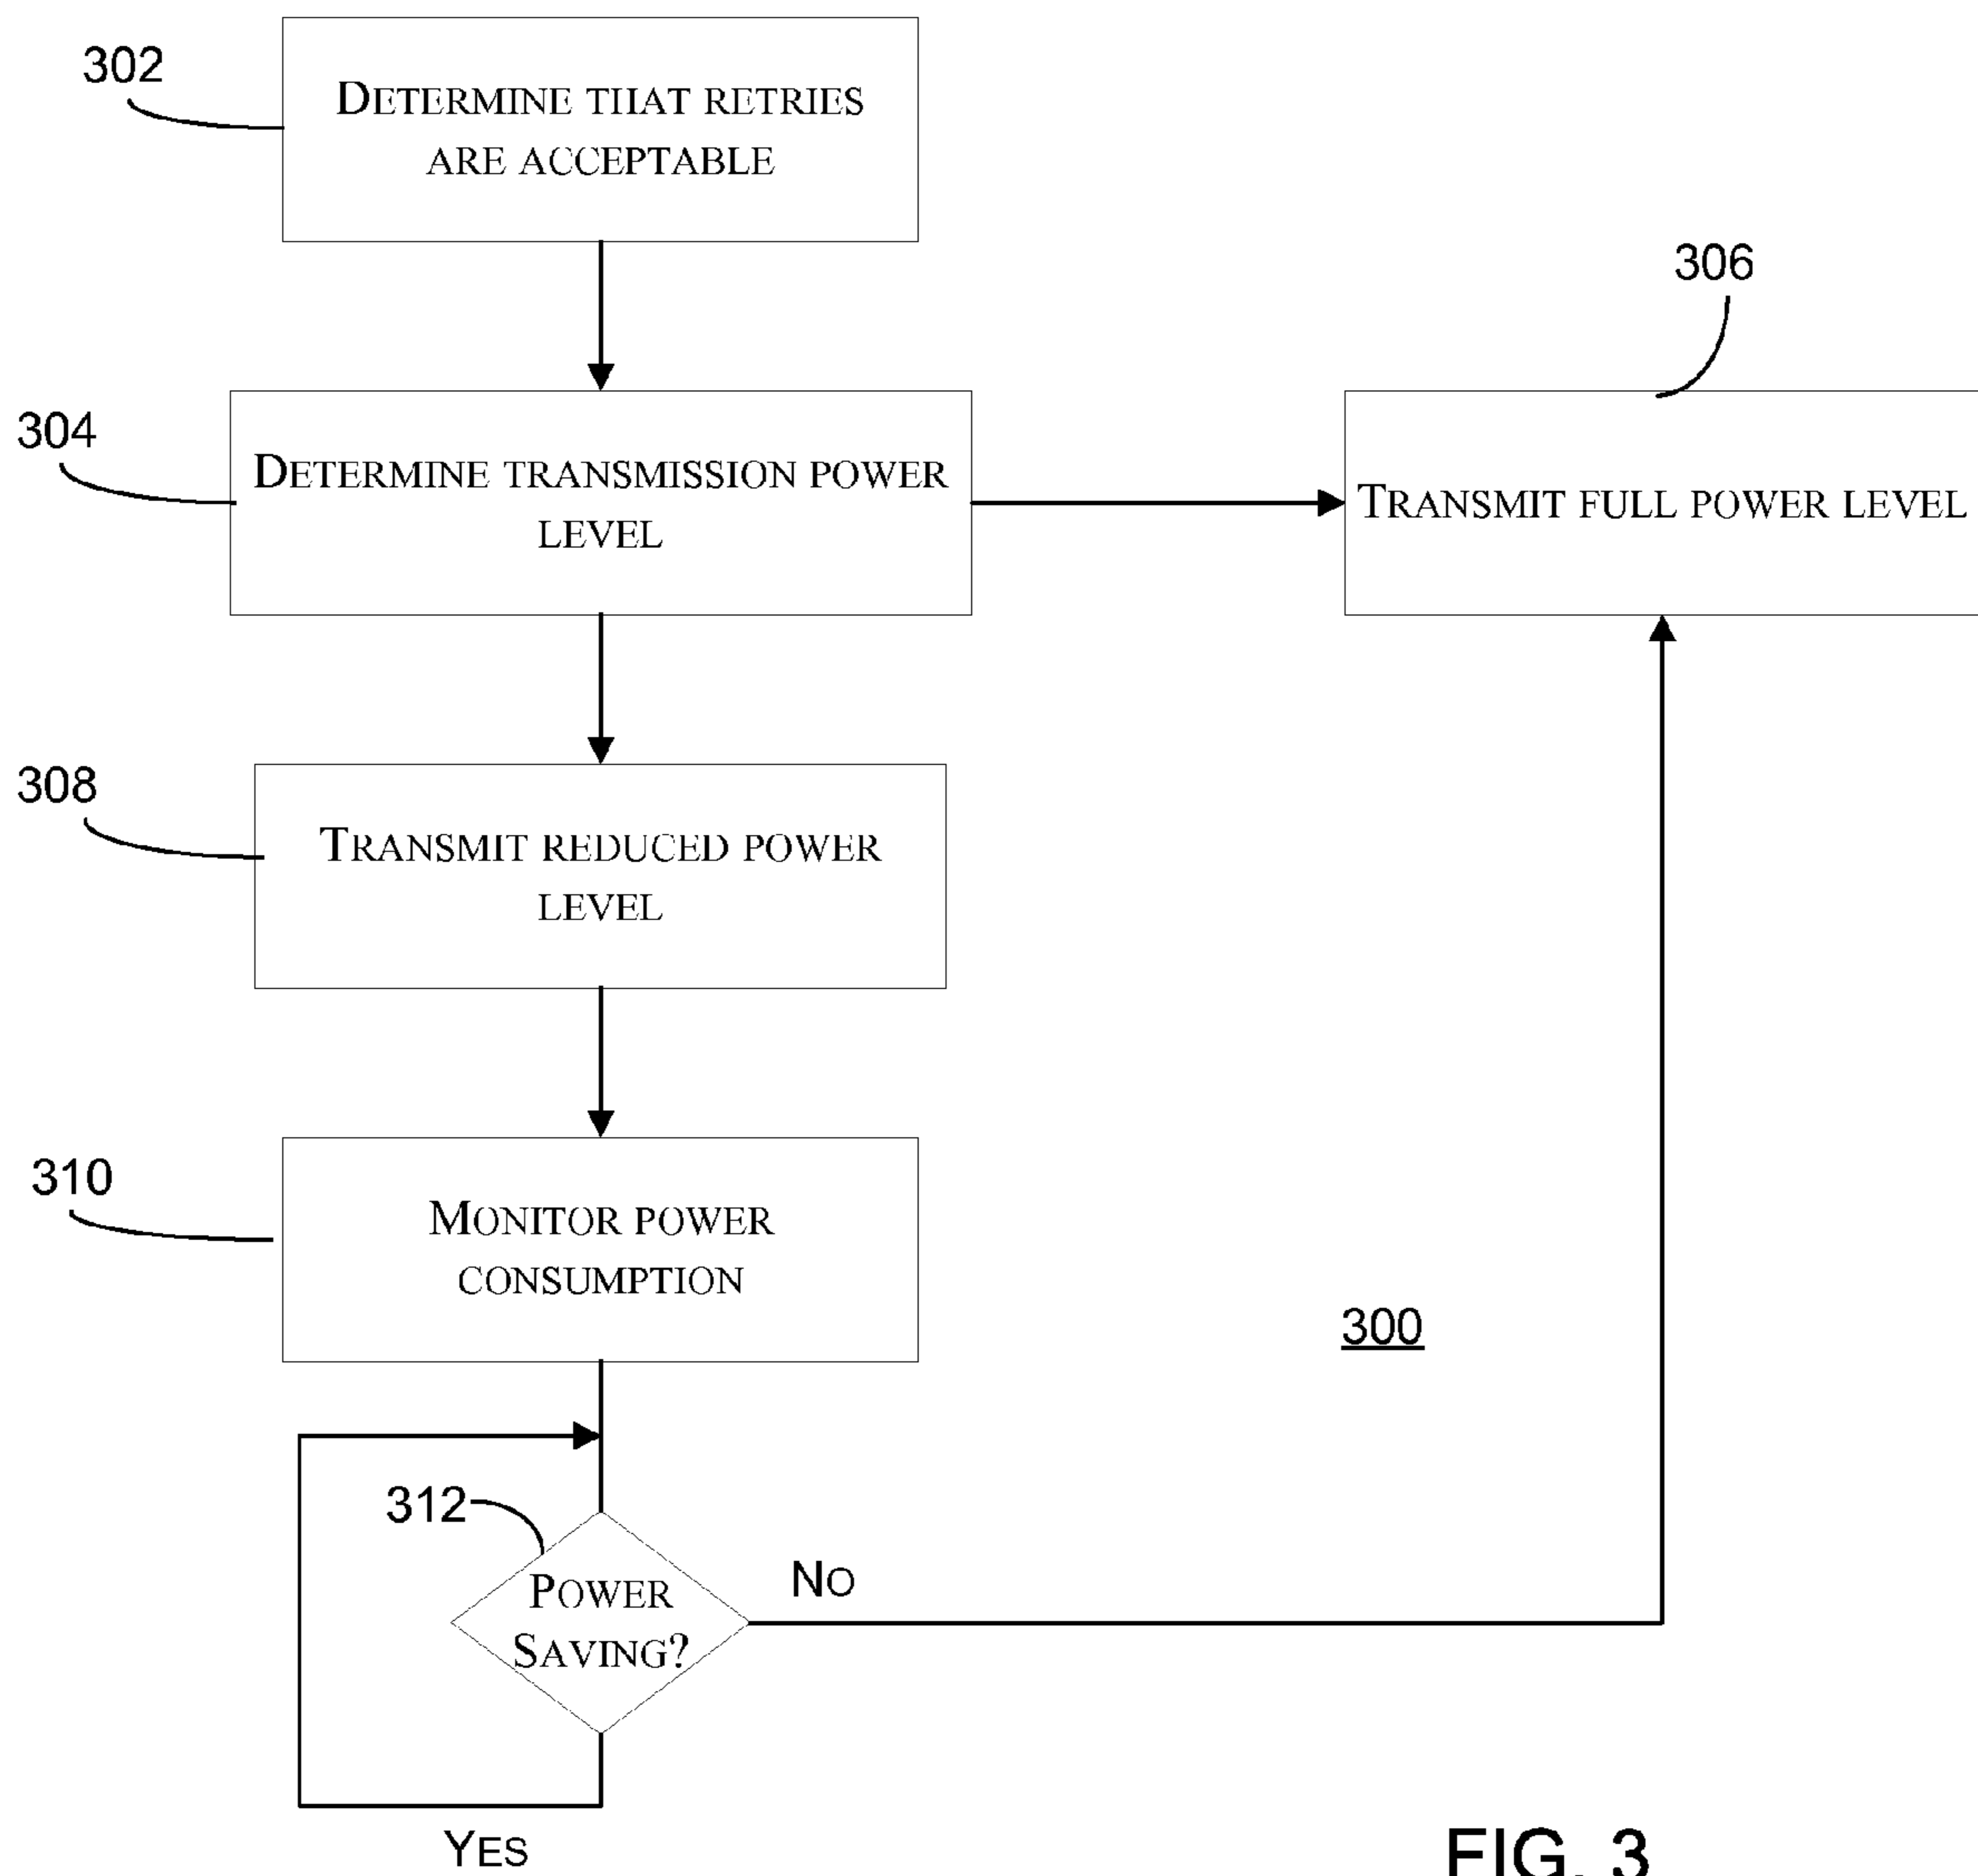 302
DETERMINE THAT RETRIES
ARE ACCEPTABLE
306
304
DETERMINE TRANSMISSION POWER
LEVEL
TRANSMIT FULL POWER LEVEL
308
TRANSMIT REDUCED POWER
LEVEL
310
MONITOR POWER
CONSUMPTION
300
312
POWER
SAVING?
NO
YES
FIG. 3